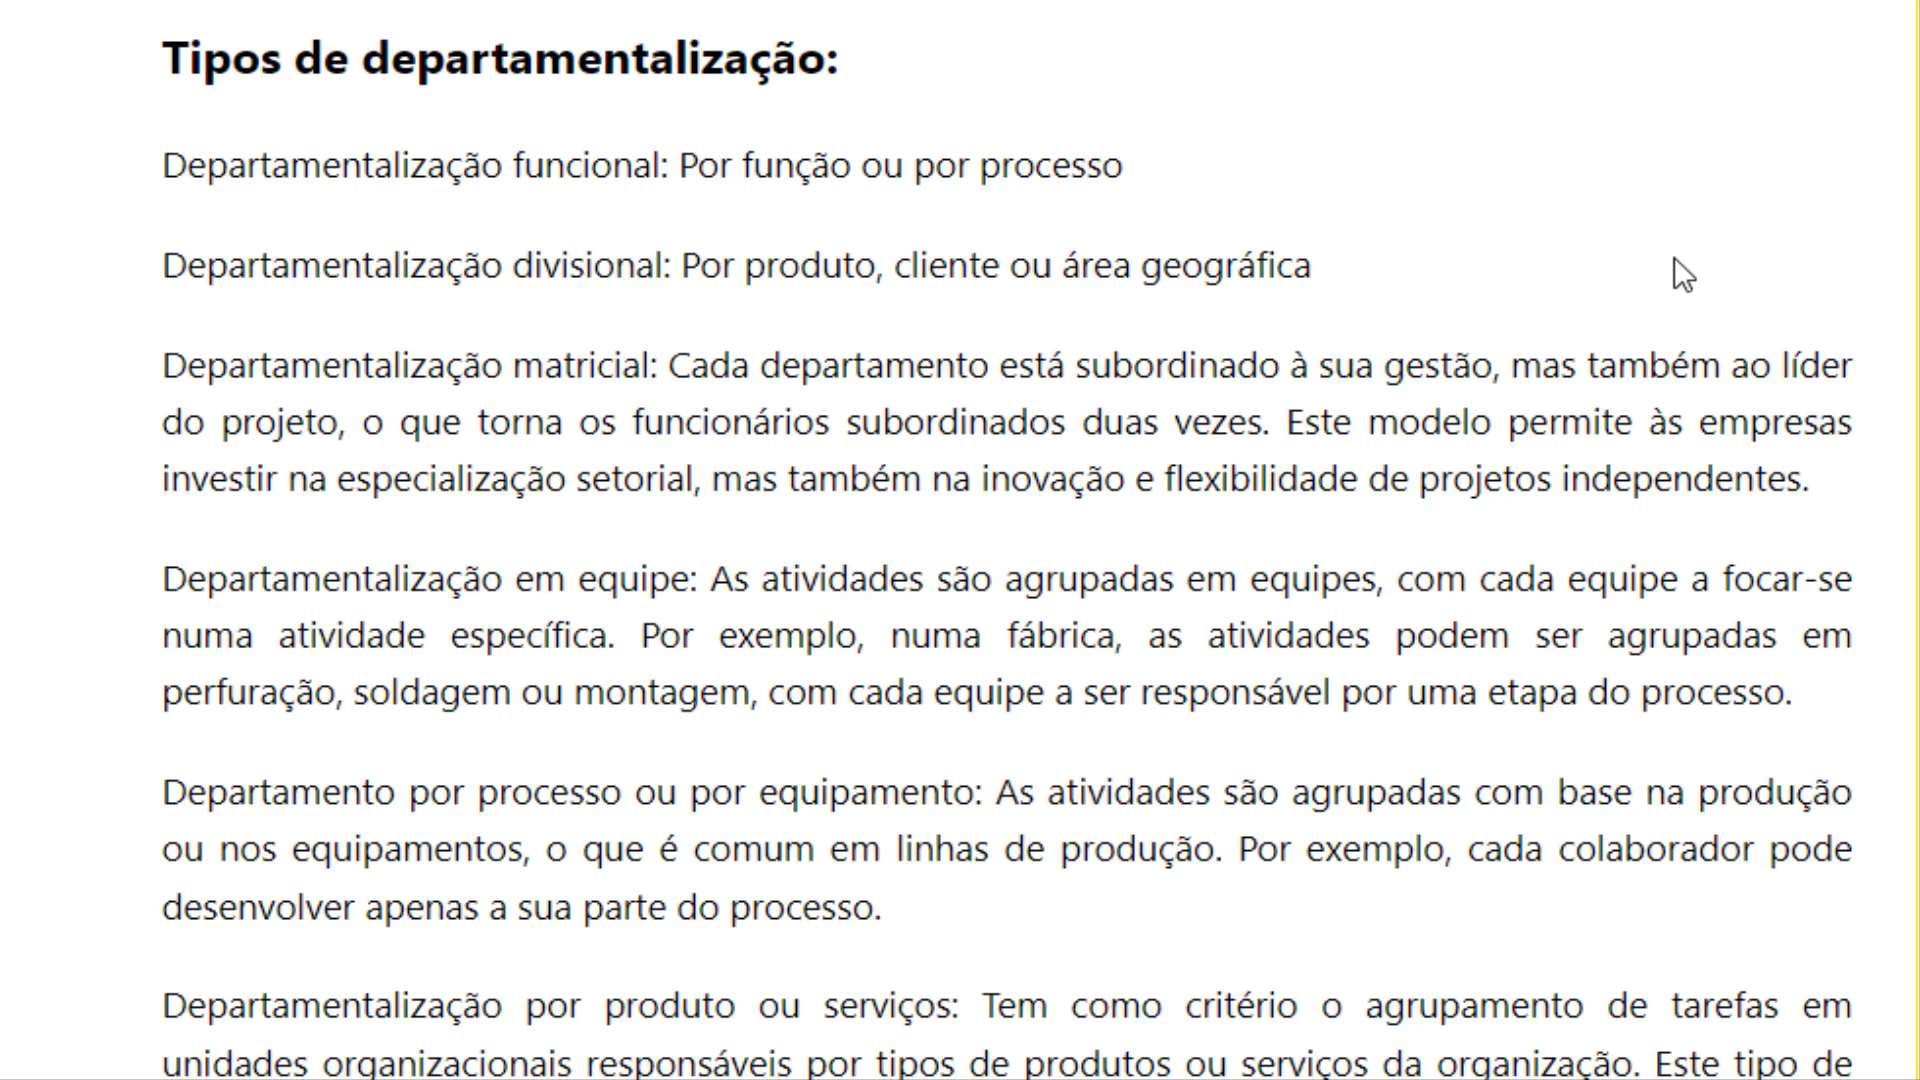 Tipos de departamentalização:
Departamentalização funcional: Por função ou por processo
Departamentalização divisional: Por produto, cliente ou área geográfica
Departamentalização matricial: Cada departamento está subordinado à sua gestão, mas também ao líder
do projeto, o que torna os funcionários subordinados duas vezes. Este modelo permite às empresas
investir na especialização setorial, mas também na inovação e flexibilidade de projetos independentes.
Departamentalização em equipe: As atividades são agrupadas em equipes, com cada equipe a focar-se
numa atividade específica. Por exemplo, numa fábrica, as atividades podem ser agrupadas em
perfuração, soldagem ou montagem, com cada equipe a ser responsável por uma etapa do processo.
Departamento por processo ou por equipamento: As atividades são agrupadas com base na produção
ou nos equipamentos, o que é comum em linhas de produção. Por exemplo, cada colaborador pode
desenvolver apenas a sua parte do processo.
Departamentalização por produto ou serviços: Tem como critério o agrupamento de tarefas em
unidades organizacionais responsáveis por tipos de produtos ou serviços da organização. Este tipo de